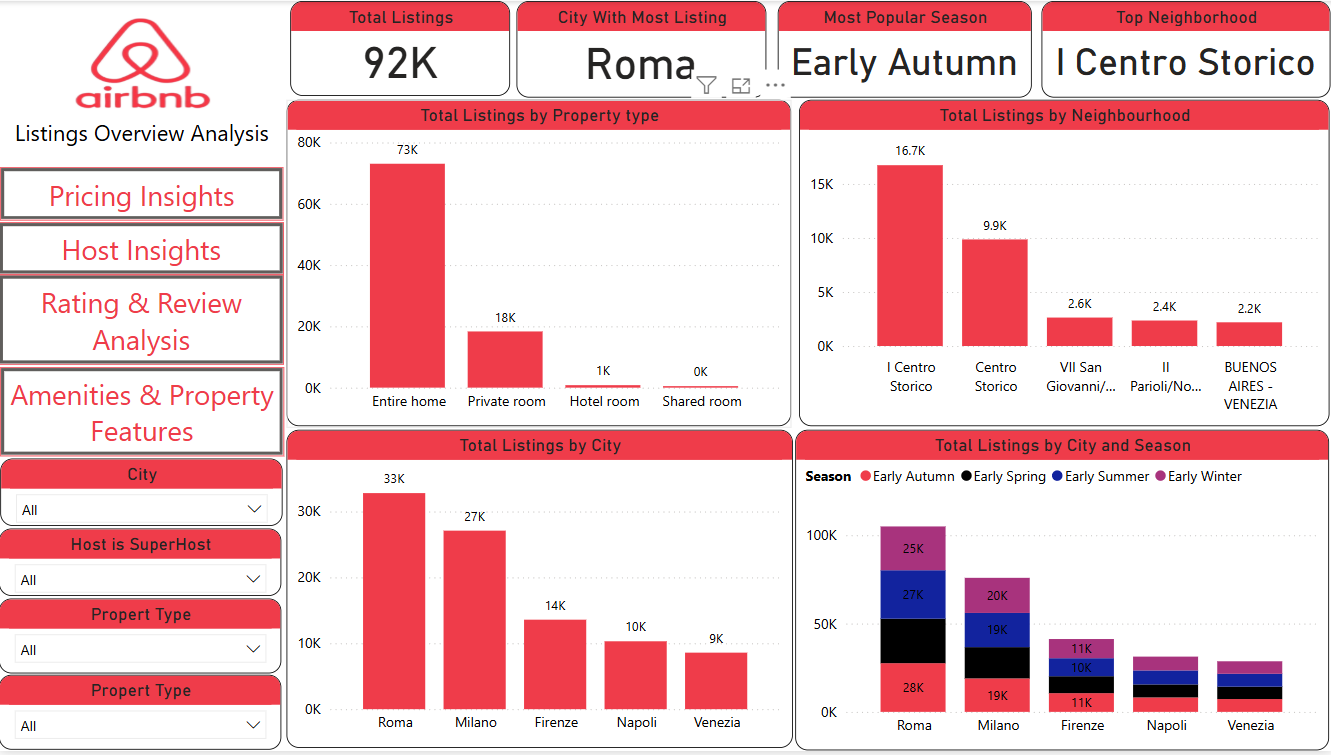 airbnb
Listings Overview Analysis
Pricing Insights
Host Insights
Rating & Review
Analysis
Amenities & Property
Features
City
All
Host is SuperHost
All
Propert Type
All
Propert Type
All
Total Listings
92K
City With Most Listing
Roma
Most Popular Season
Early Autumn
Top Neighborhood
I Centro Storico
Total Listings by Property type
80K
60K
40K
20K
0K
73K
18K
1K
0K
Entire home
Private room
Hotel room
Shared room
Total Listings by Neighbourhood
15K
10K
5K
0K
16.7K
9.9K
2.6K
2.4K
2.2K
I Centro
Storico
Centro
Storico
VII San
Giovanni/...
II
Parioli/No...
BUENOS
AIRES -
VENEZIA
Total Listings by City
30K
20K
10K
0K
33K
27K
14K
10K
9K
Roma
Milano
Firenze
Napoli
Venezia
Total Listings by City and Season
Season Early Autumn Early Spring Early Summer Early Winter
100K
50K
0K
25K
27K
28K
20K
19K
19K
11K
10K
11K
Roma
Milano
Firenze
Napoli
Venezia